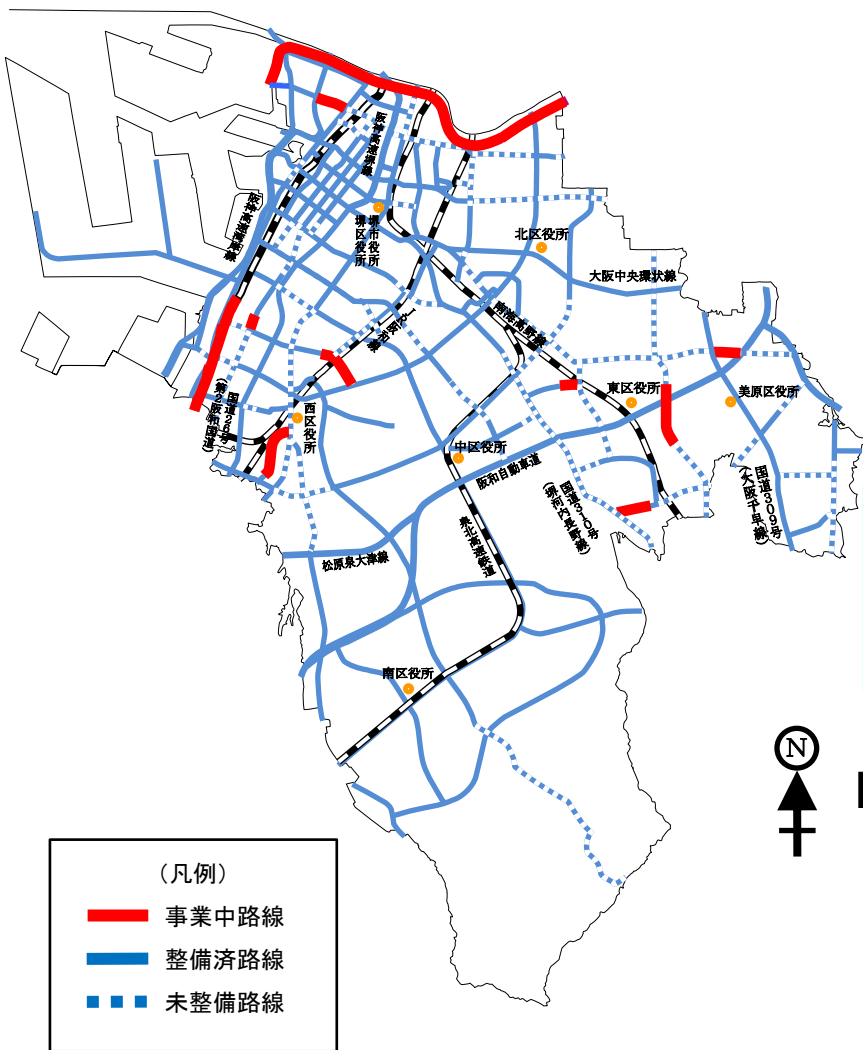 阪神高速堺線
阪神高速湾岸線
堺市役所
堺区役所
北区役所
大阪中央環状線
JR阪和線
南海高野線
国道26号
(第2阪和国道)
西区役所
東区役所
美原区役所
中区役所
阪和自動車道
国道310号
(堺河内長野線)
国道309号
(大阪千早線)
泉北高速鉄道
松原泉大津線
南区役所
N
(凡例)
事業中路線
整備済路線
未整備路線